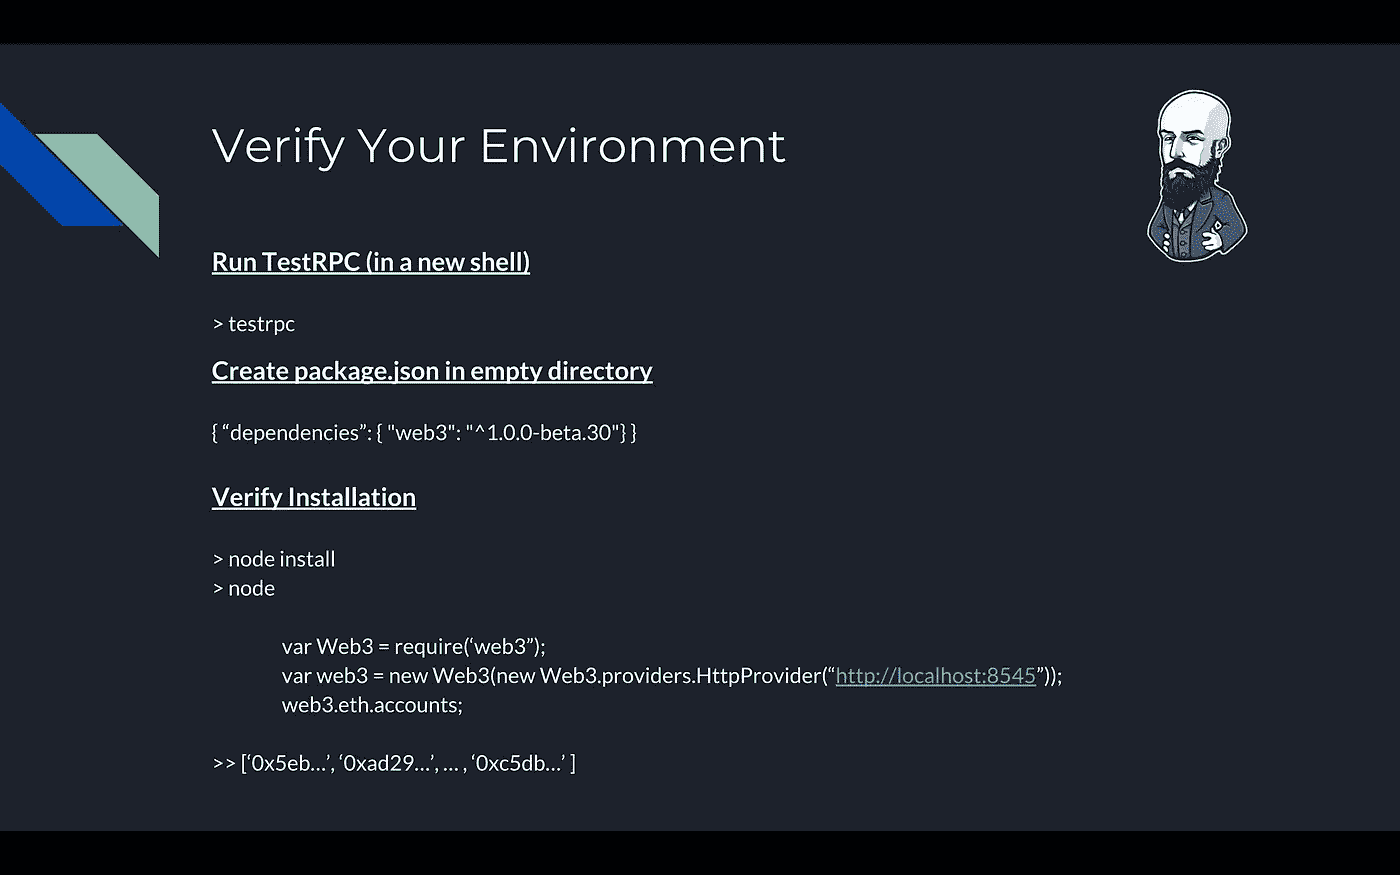 Verify Your Environment
Run TestRPC (in a new shell)
> testrpc
Create package.json in empty directory
{ “dependencies”: { "web3": "^1.0.0-beta.30"} }
Verify Installation
> node install
> node
var Web3 = require(‘web3”);
var web3 = new Web3(new Web3.providers.HttpProvider(“http://localhost:8545”));
web3.eth.accounts;
>> [‘0x5eb…’, ‘0xad29…’, … , ‘0xc5db…’ ]